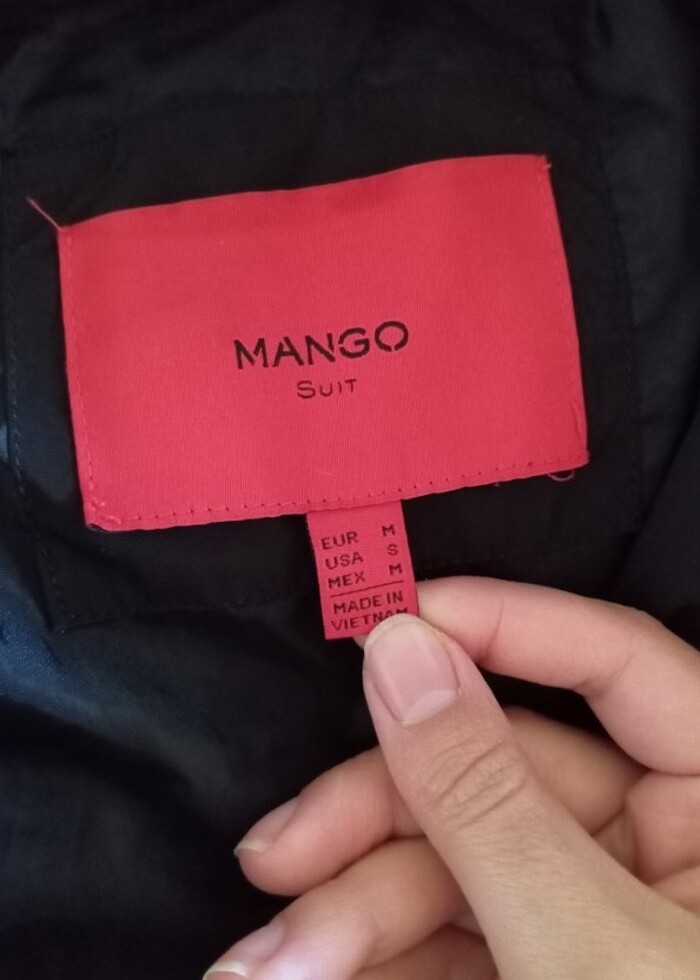 MANGO
SUIT
EUR M
USA S
MEX M
MADE IN
VIETNAM